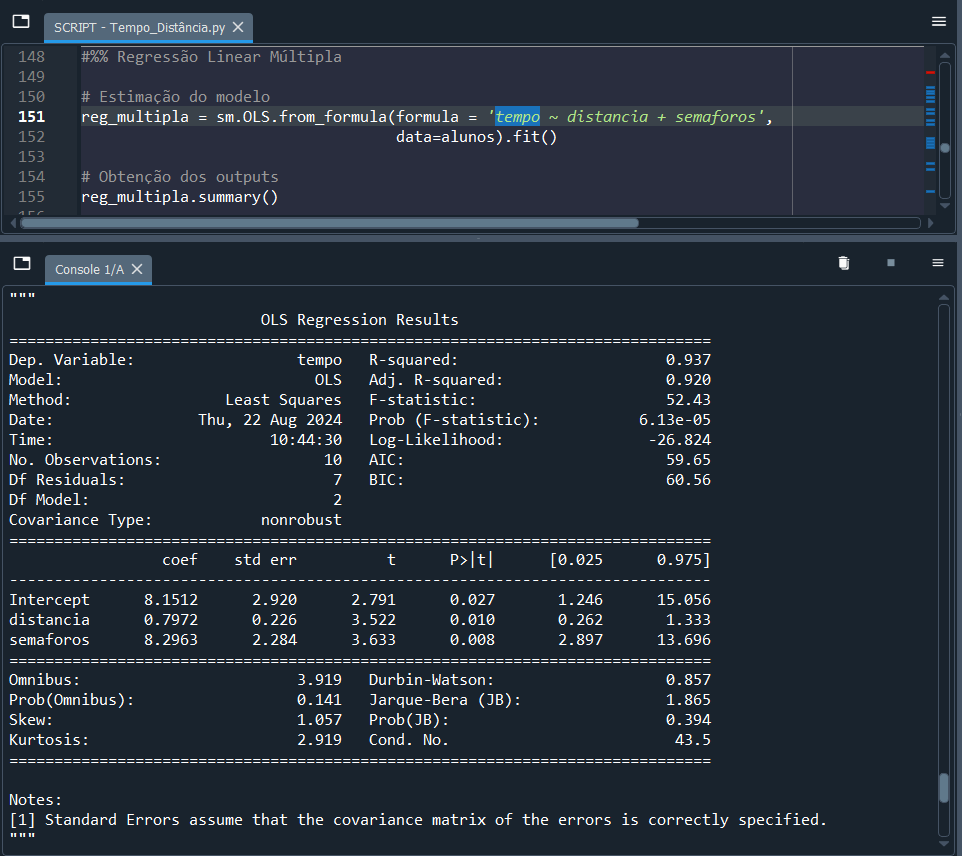 SCRIPT - Tempo_Distância.py
148 #%% Regressão Linear Múltipla
149
150 # Estimação do modelo
151 reg_multipla = sm.OLS.from_formula(formula = 'tempo ~ distancia + semaforos',
152 data=alunos).fit()
153
154 # Obtenção dos outputs
155 reg_multipla.summary()
156
Console 1/A
"""
OLS Regression Results
==============================================================================
Dep. Variable: tempo R-squared: 0.937
Model: OLS Adj. R-squared: 0.920
Method: Least Squares F-statistic: 52.43
Date: Thu, 22 Aug 2024 Prob (F-statistic): 6.13e-05
Time: 10:44:30 Log-Likelihood: -26.824
No. Observations: 10 AIC: 59.65
Df Residuals: 7 BIC: 60.56
Df Model: 2
Covariance Type: nonrobust
==============================================================================
coef std err t P>|t| [0.025 0.975]
------------------------------------------------------------------------------
Intercept 8.1512 2.920 2.791 0.027 1.246 15.056
distancia 0.7972 0.226 3.522 0.010 0.262 1.333
semaforos 8.2963 2.284 3.633 0.008 2.897 13.696
==============================================================================
Omnibus: 3.919 Durbin-Watson: 0.857
Prob(Omnibus): 0.141 Jarque-Bera (JB): 1.865
Skew: 1.057 Prob(JB): 0.394
Kurtosis: 2.919 Cond. No. 43.5
==============================================================================
Notes:
[1] Standard Errors assume that the covariance matrix of the errors is correctly specified.
"""